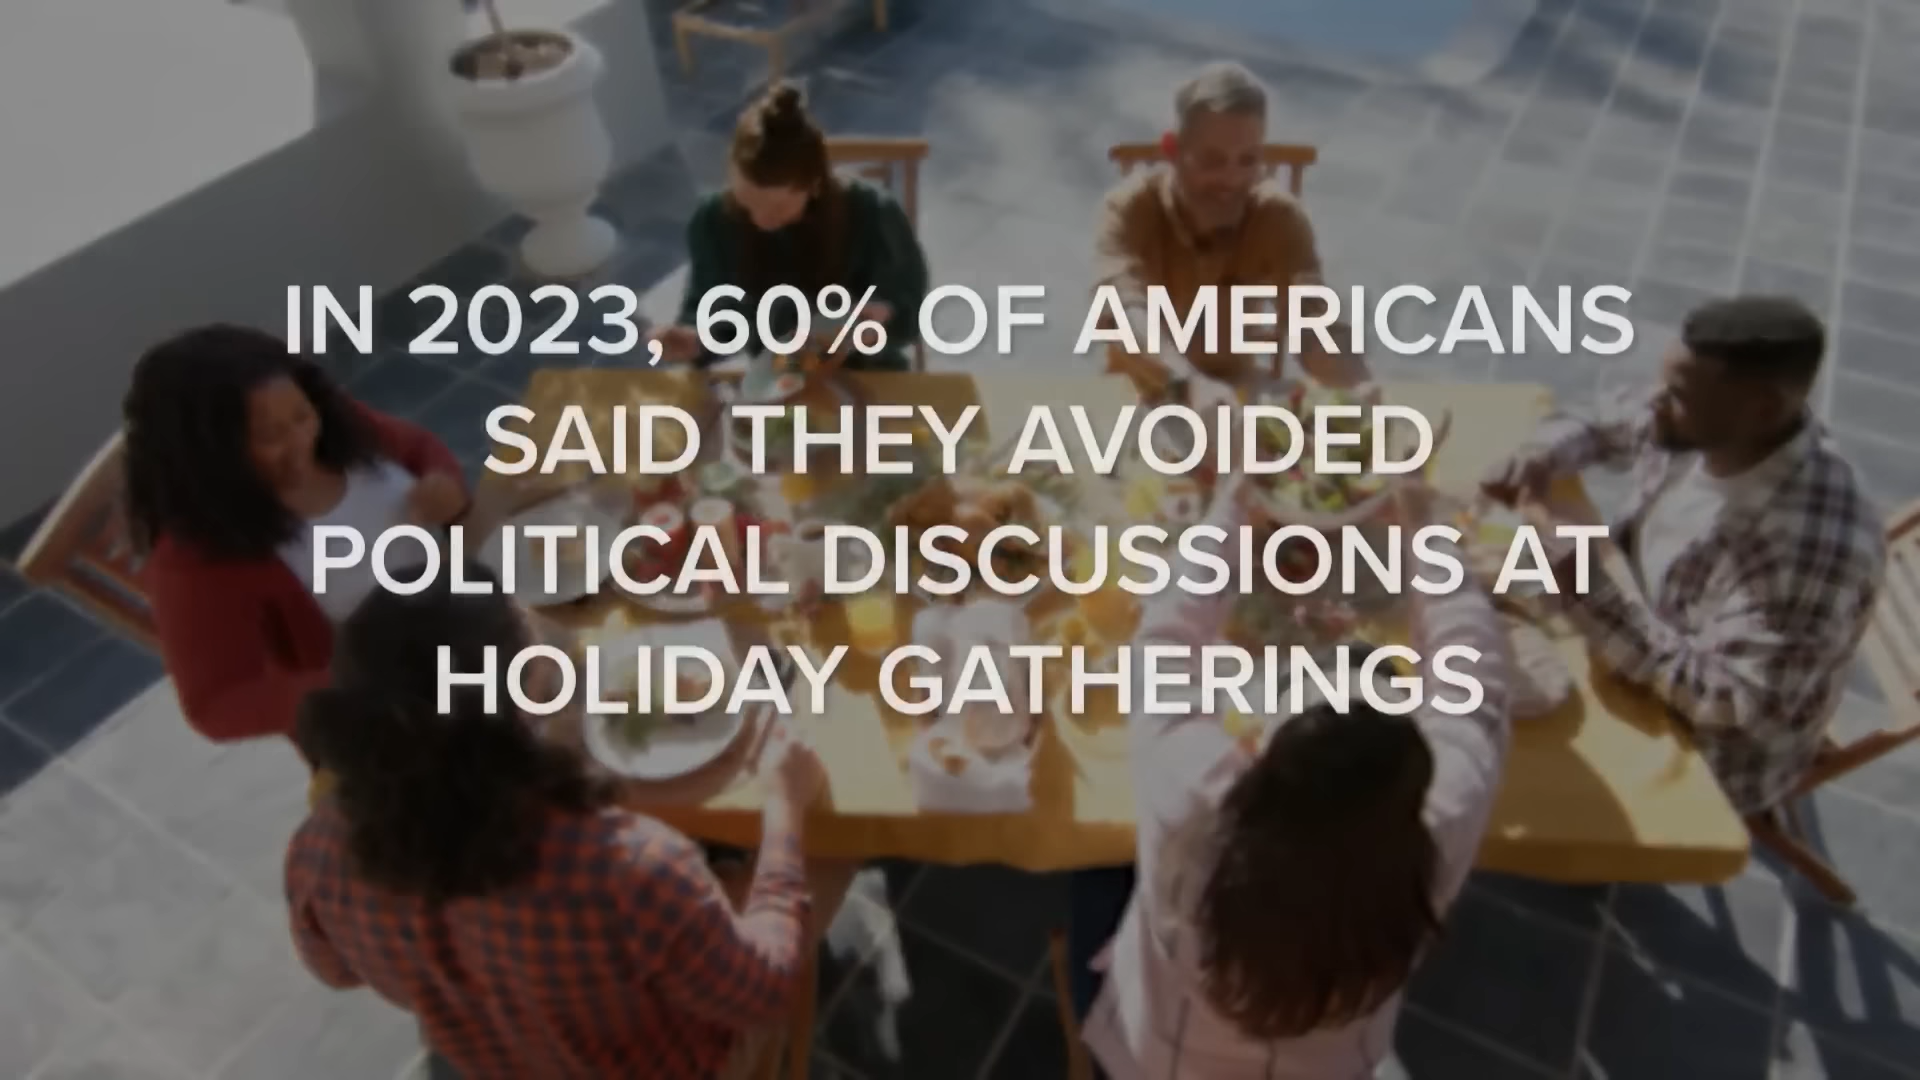 IN 2023, 60% OF AMERICANS
SAID THEY AVOIDED
POLITICAL DISCUSSIONS AT
HOLIDAY GATHERINGS